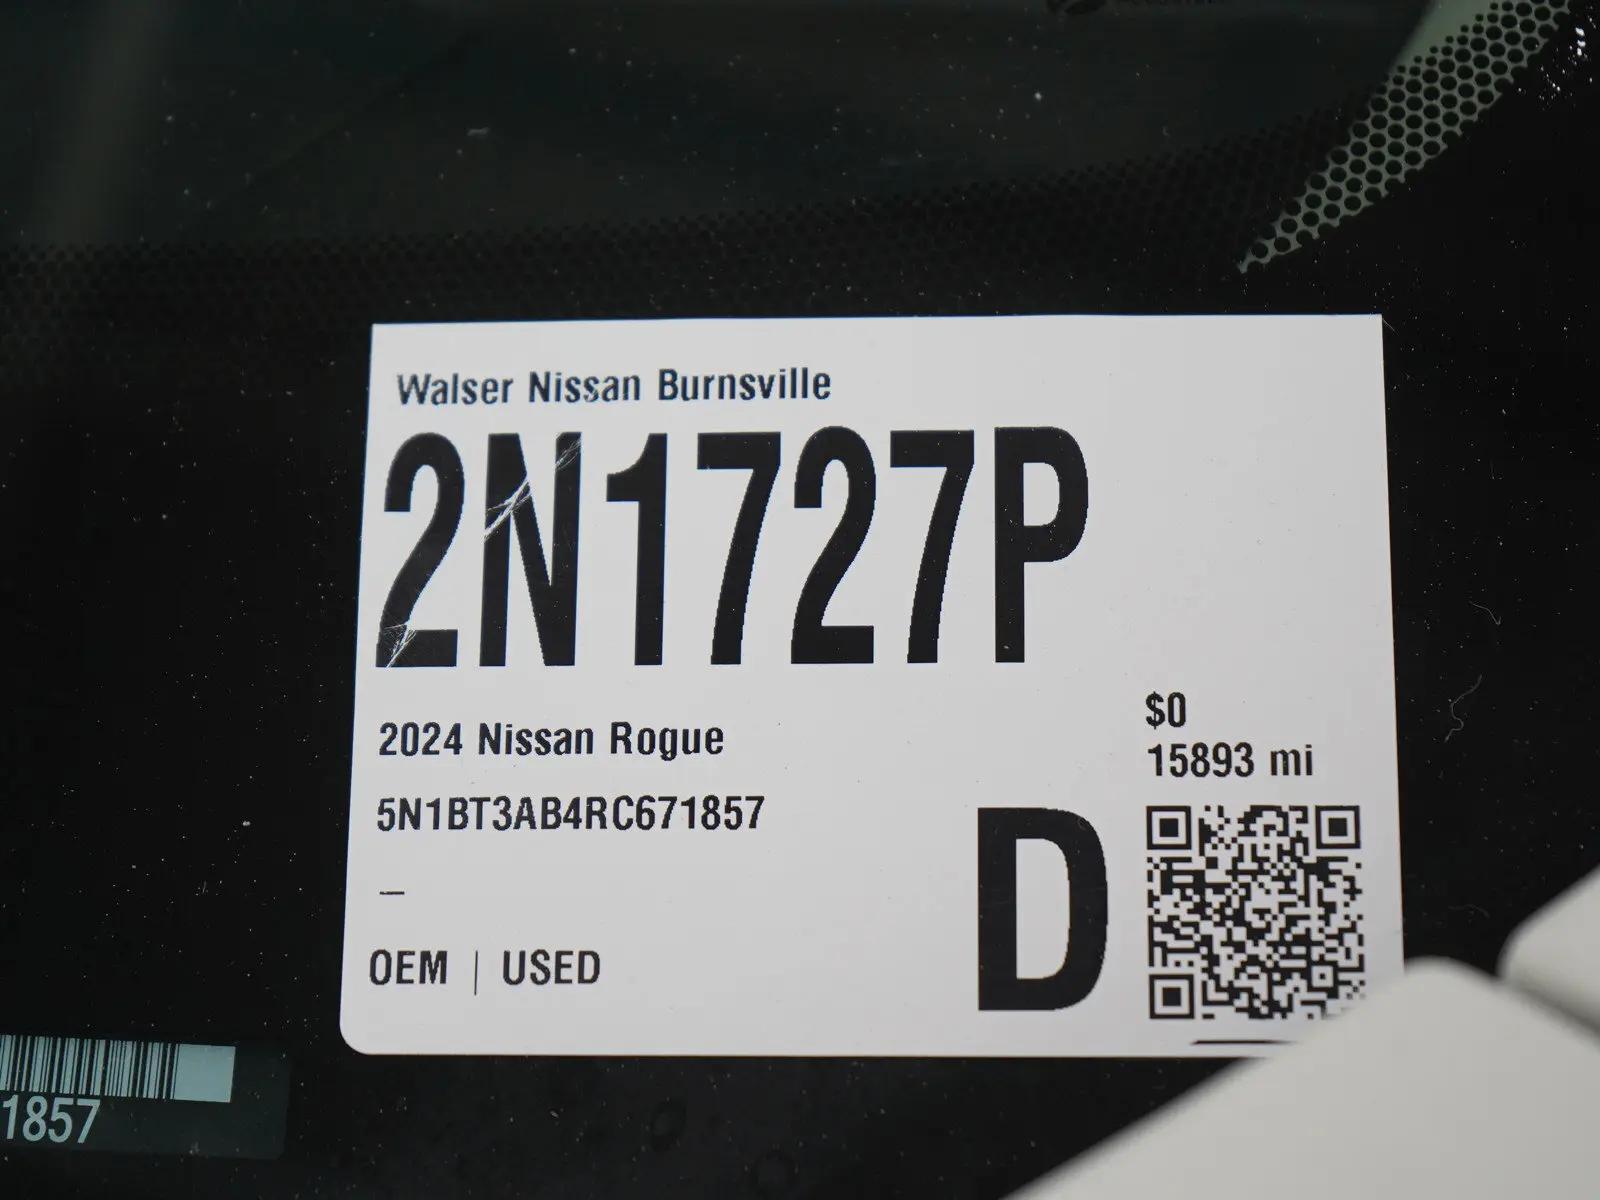 Walser Nissan Burnsville
2N1727P
2024 Nissan Rogue
5N1BT3AB4RC671857
–
OEM | USED
$0
15893 mi
D
1857